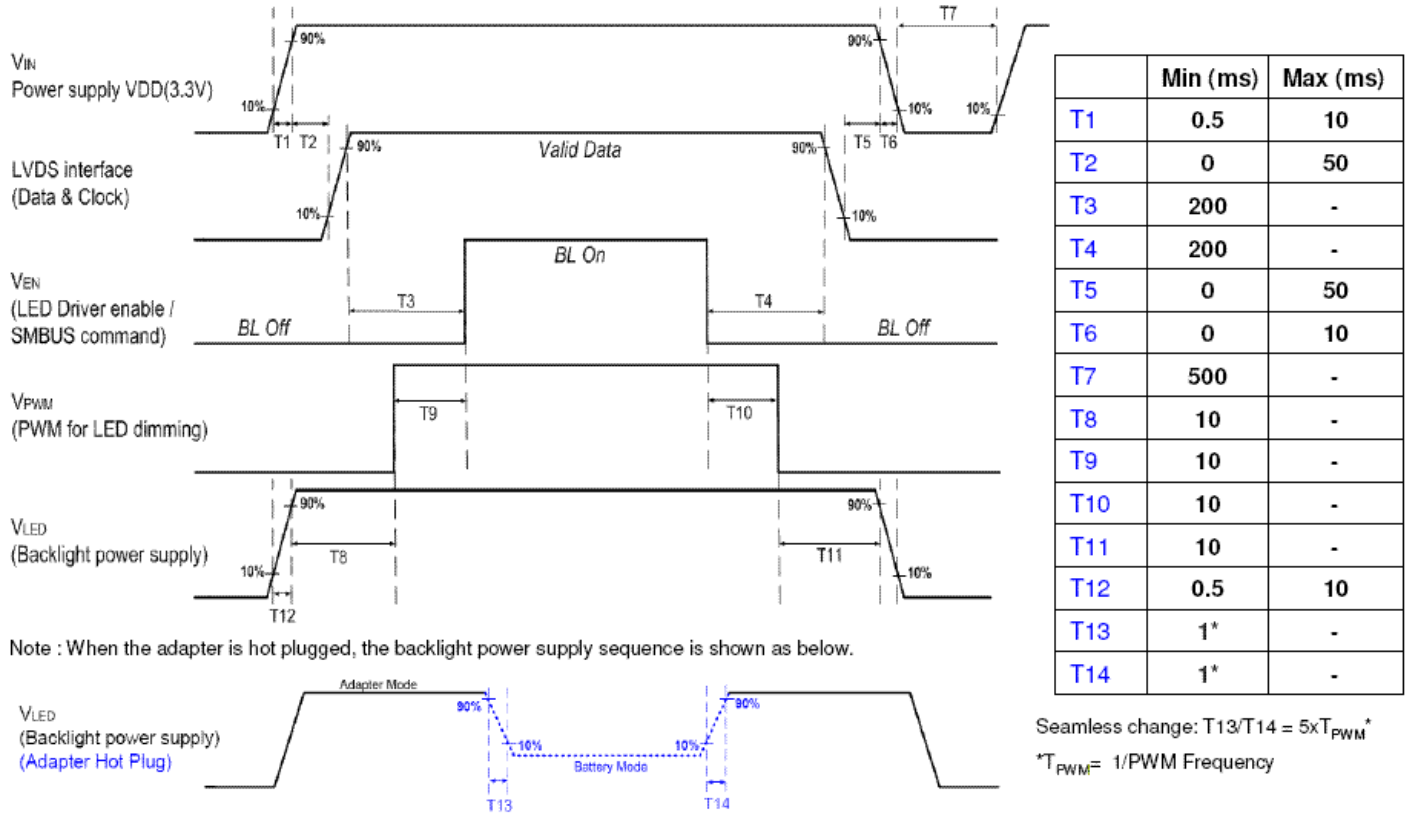 T7
90%
90%
VIN
Power supply VDD(3.3V)
10%
10%
10%
T1 T2
T5 T6
90%
Valid Data
90%
LVDS interface
(Data & Clock)
10%
10%
BL On
VEN
(LED Driver enable /
SMBUS command)
BL Off
T3
T4
BL Off
VPWM
(PWM for LED dimming)
T9
T10
90%
90%
VLED
(Backlight power supply)
T8
T11
10%
10%
T12
Note : When the adapter is hot plugged, the backlight power supply sequence is shown as below.
Adapter Mode
90%
90%
VLED
(Backlight power supply)
(Adapter Hot Plug)
10%
10%
Battery Mode
T13
T14
Min (ms) Max (ms)
T1 0.5 10
T2 0 50
T3 200 -
T4 200 -
T5 0 50
T6 0 10
T7 500 -
T8 10 -
T9 10 -
T10 10 -
T11 10 -
T12 0.5 10
T13 1* -
T14 1* -
Seamless change: T13/T14 = 5xTPWM*
*TPWM= 1/PWM Frequency